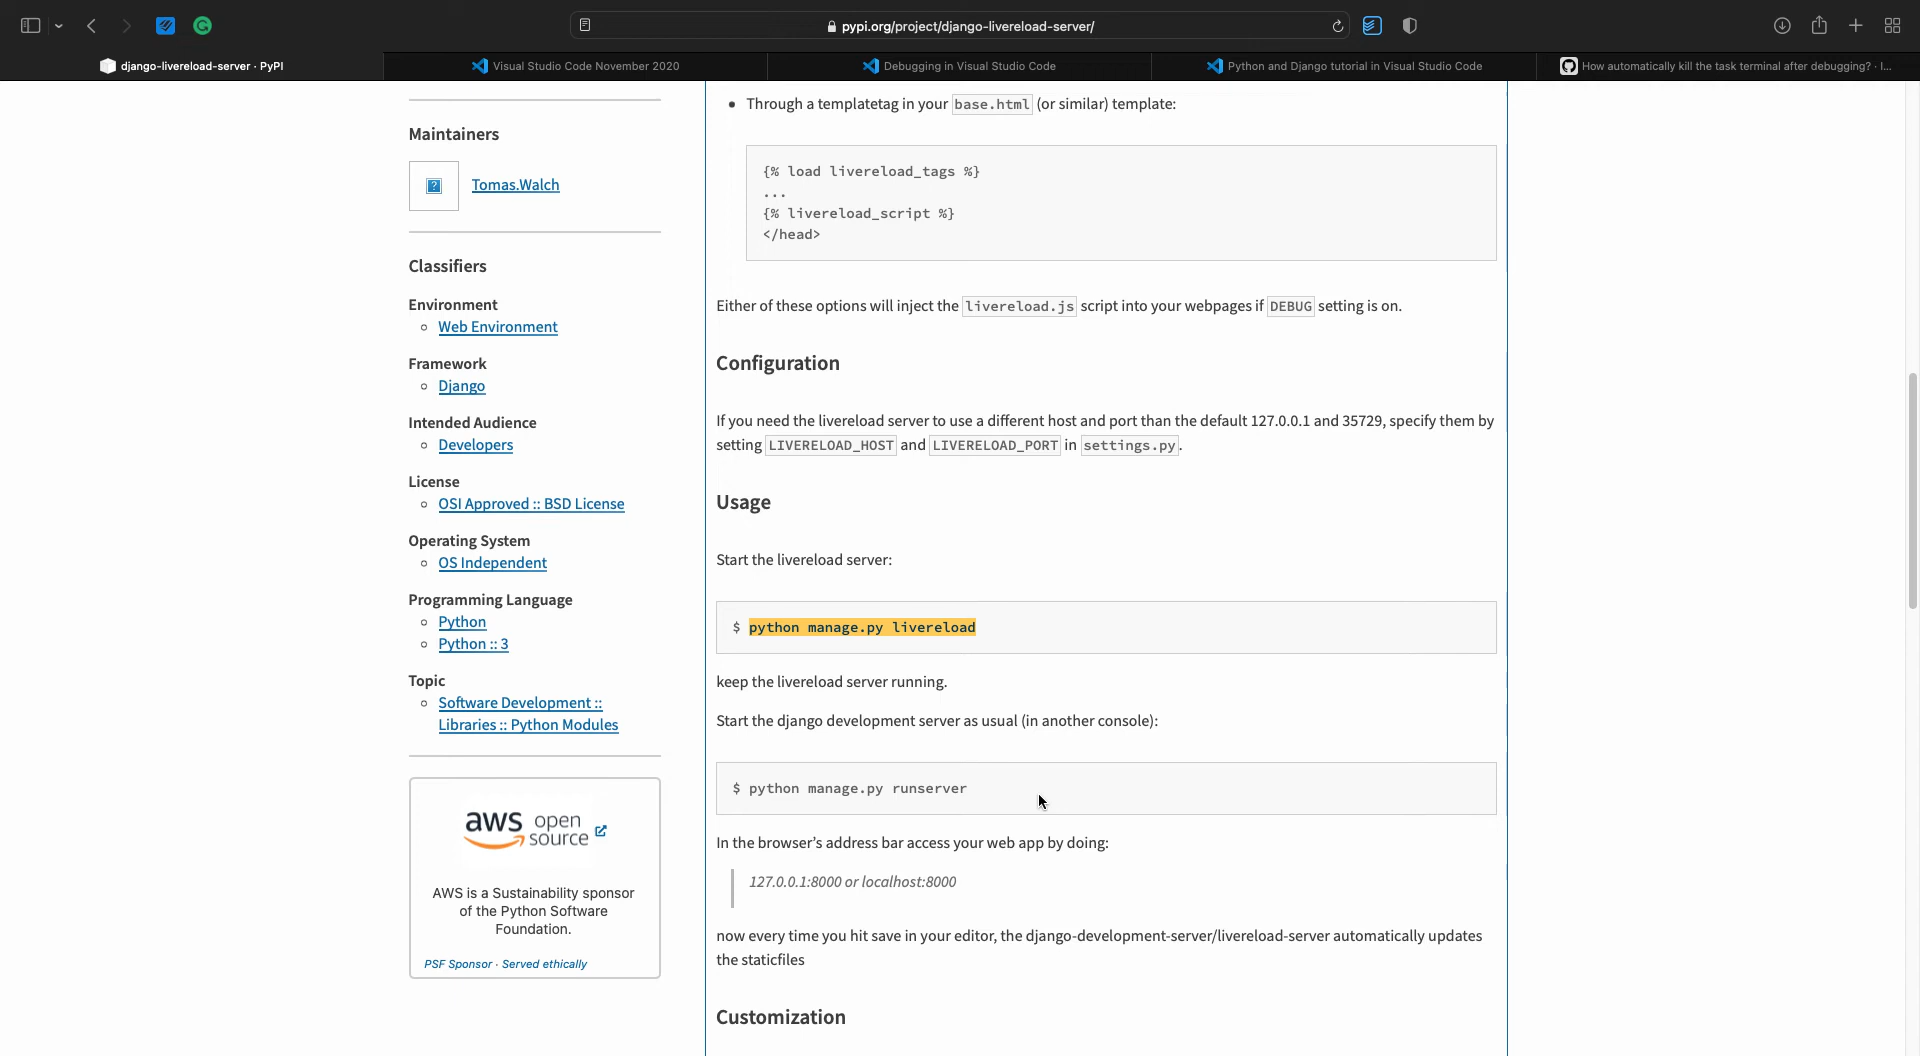 pypi.org/project/django-livereload-server/
django-livereload-server · PyPI
Visual Studio Code November 2020
Debugging in Visual Studio Code
Python and Django tutorial in Visual Studio Code
How automatically kill the task terminal after debugging? · I...
Maintainers
Tomas.Walch
Classifiers
Environment
Web Environment
Framework
Django
Intended Audience
Developers
License
OSI Approved :: BSD License
Operating System
OS Independent
Programming Language
Python
Python :: 3
Topic
Software Development ::
Libraries :: Python Modules
aws open
source
AWS is a Sustainability sponsor
of the Python Software
Foundation.
PSF Sponsor · Served ethically
Through a templatetag in your base.html (or similar) template:
{% load livereload_tags %}
...
{% livereload_script %}
</head>
Either of these options will inject the livereload.js script into your webpages if DEBUG setting is on.
Configuration
If you need the livereload server to use a different host and port than the default 127.0.0.1 and 35729, specify them by
setting LIVERELOAD_HOST and LIVERELOAD_PORT in settings.py.
Usage
Start the livereload server:
$ python manage.py livereload
keep the livereload server running.
Start the django development server as usual (in another console):
$ python manage.py runserver
In the browser’s address bar access your web app by doing:
127.0.0.1:8000 or localhost:8000
now every time you hit save in your editor, the django-development-server/livereload-server automatically updates
the staticfiles
Customization